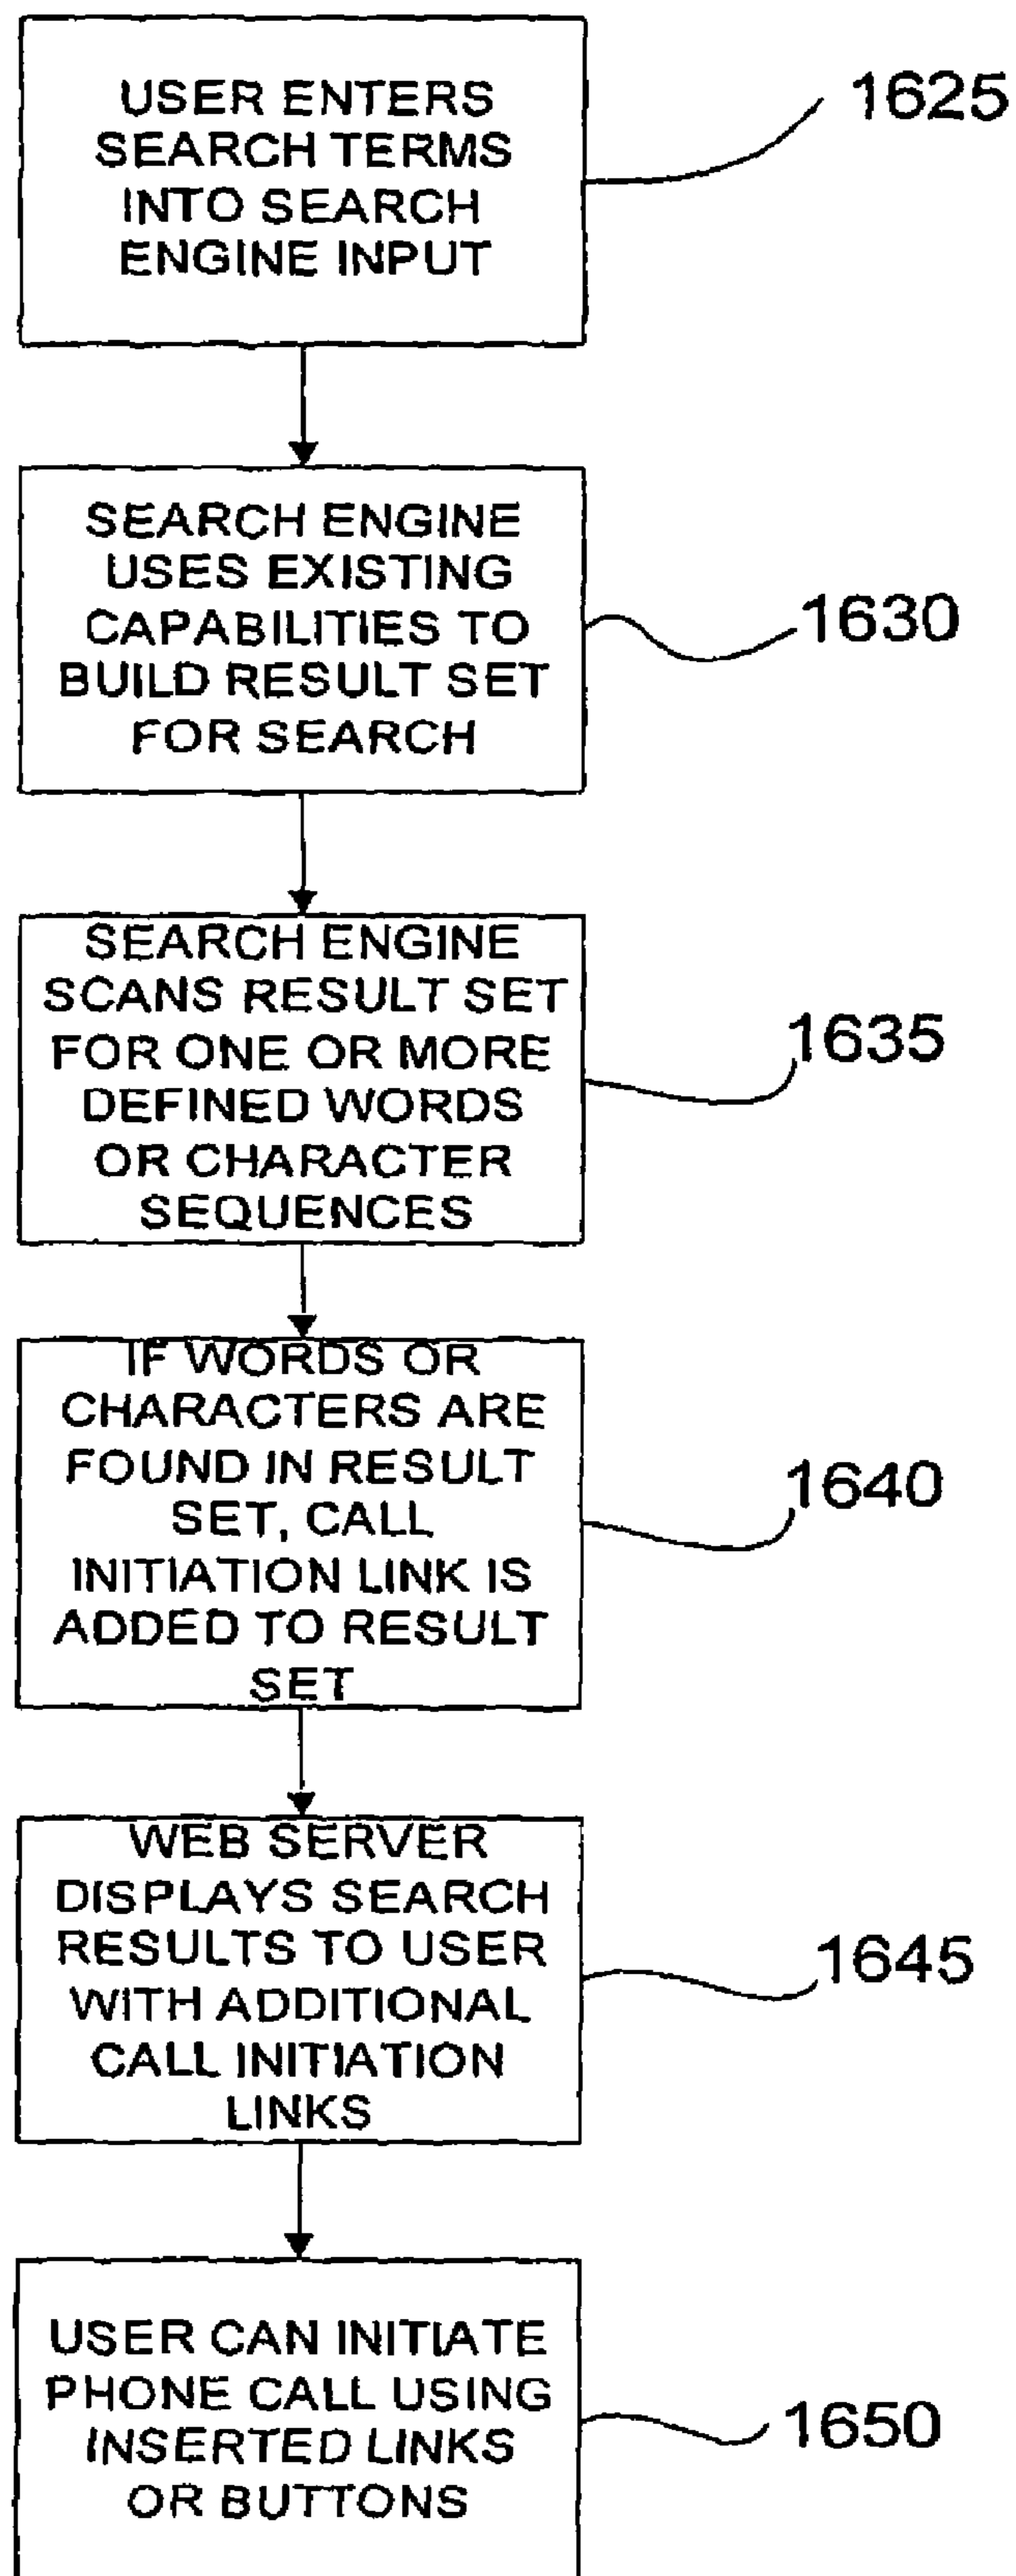 USER ENTERS
SEARCH TERMS
INTO SEARCH
ENGINE INPUT
1625
SEARCH ENGINE
USES EXISTING
CAPABILITIES TO
BUILD RESULT SET
FOR SEARCH
1630
SEARCH ENGINE
SCANS RESULT SET
FOR ONE OR MORE
DEFINED WORDS
OR CHARACTER
SEQUENCES
1635
IF WORDS OR
CHARACTERS ARE
FOUND IN RESULT
SET, CALL
INITIATION LINK IS
ADDED TO RESULT
SET
1640
WEB SERVER
DISPLAYS SEARCH
RESULTS TO USER
WITH ADDITIONAL
CALL INITIATION
LINKS
1645
USER CAN INITIATE
PHONE CALL USING
INSERTED LINKS
OR BUTTONS
1650